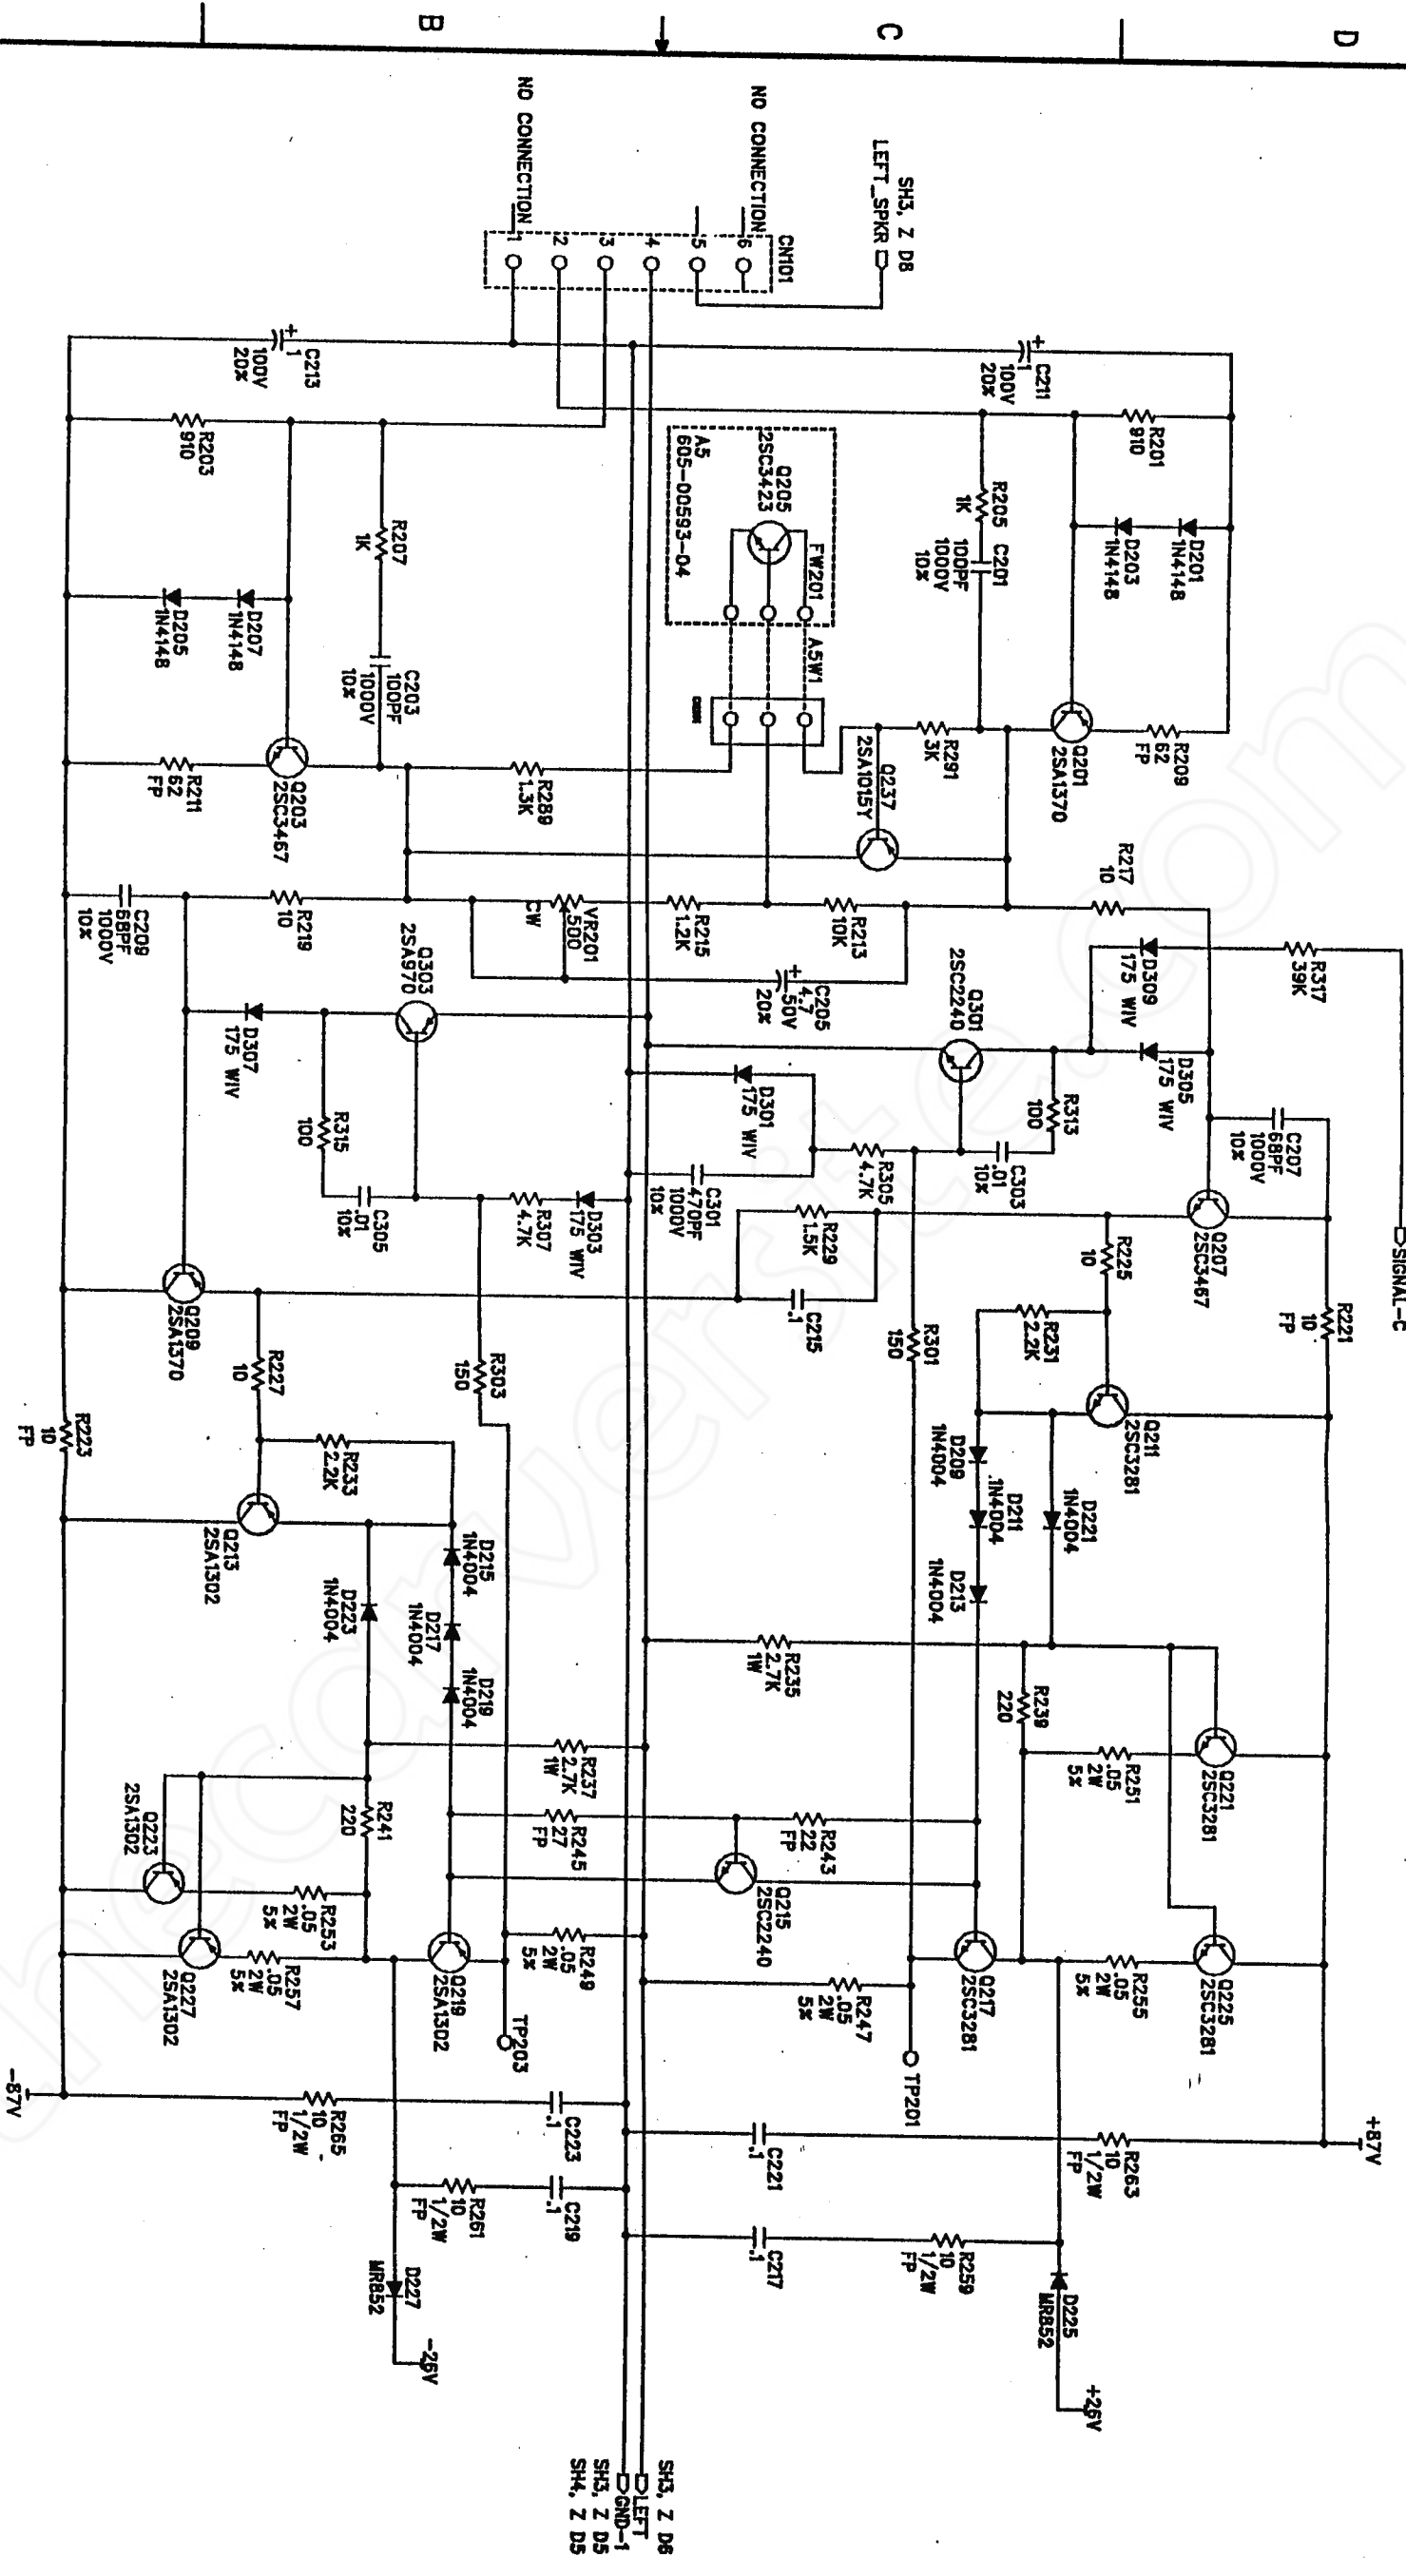 B
C
D
NO CONNECTION
NO CONNECTION
SH3, Z D8
LEFT_SPKR
CN101
1
2
3
4
5
6
C213
1
100V
20%
C211
1
100V
20%
R203
910
R201
910
R207
1K
R205
1K
C201
100PF
1000V
10%
D203
1N4148
D201
1N4148
Q205
2SC3423
A5
605-00593-04
FW201
A5W1
D205
1N4148
D207
1N4148
C203
100PF
1000V
10%
R211
62
FP
Q203
2SC3467
R289
1.3K
R291
3K
Q237
2SA1015Y
Q201
2SA1370
R209
62
FP
C209
68PF
1000V
10%
R219
10
VR201
500
CW
R215
1.2K
R213
10K
R217
10
C205
4.7
50V
20%
Q303
2SA970
Q301
2SC2240
D309
175 WIV
R317
39K
D307
175 WIV
D305
175 WIV
D301
175 WIV
R315
100
R313
100
C207
68PF
1000V
10%
C305
.01
10%
R307
4.7K
D303
175 WIV
C301
470PF
1000V
10%
R305
4.7K
C303
.01
10%
Q207
2SC3467
SIGNAL-C
R229
1.5K
R225
10
Q209
2SA1370
C215
.1
R221
10
FP
R227
10
R303
150
R301
150
R231
2.2K
Q211
2SC3281
R223
10
FP
R233
2.2K
Q213
2SA1302
D209
1N4004
D211
1N4004
D213
1N4004
D221
1N4004
D215
1N4004
D217
1N4004
D219
1N4004
D223
1N4004
R235
2.7K
1W
R239
220
R237
2.7K
1W
R251
.05
2W
5%
Q221
2SC3281
R241
220
Q223
2SA1302
R245
27
FP
R243
22
FP
Q215
2SC2240
R253
.05
2W
5%
Q227
2SA1302
R257
.05
2W
5%
Q219
2SA1302
R249
.05
2W
5%
R247
.05
2W
5%
Q217
2SC3281
R255
.05
2W
5%
Q225
2SC3281
TP203
TP201
-87V
R265
10
1/2W
FP
C223
.1
C221
.1
R263
10
1/2W
FP
+87V
R261
10
1/2W
FP
C219
.1
C217
.1
R259
10
1/2W
FP
D227
MR852
-26V
D225
MR852
+26V
SH3, Z D6
LEFT
GND-1
SH3, Z D5
SH4, Z D5